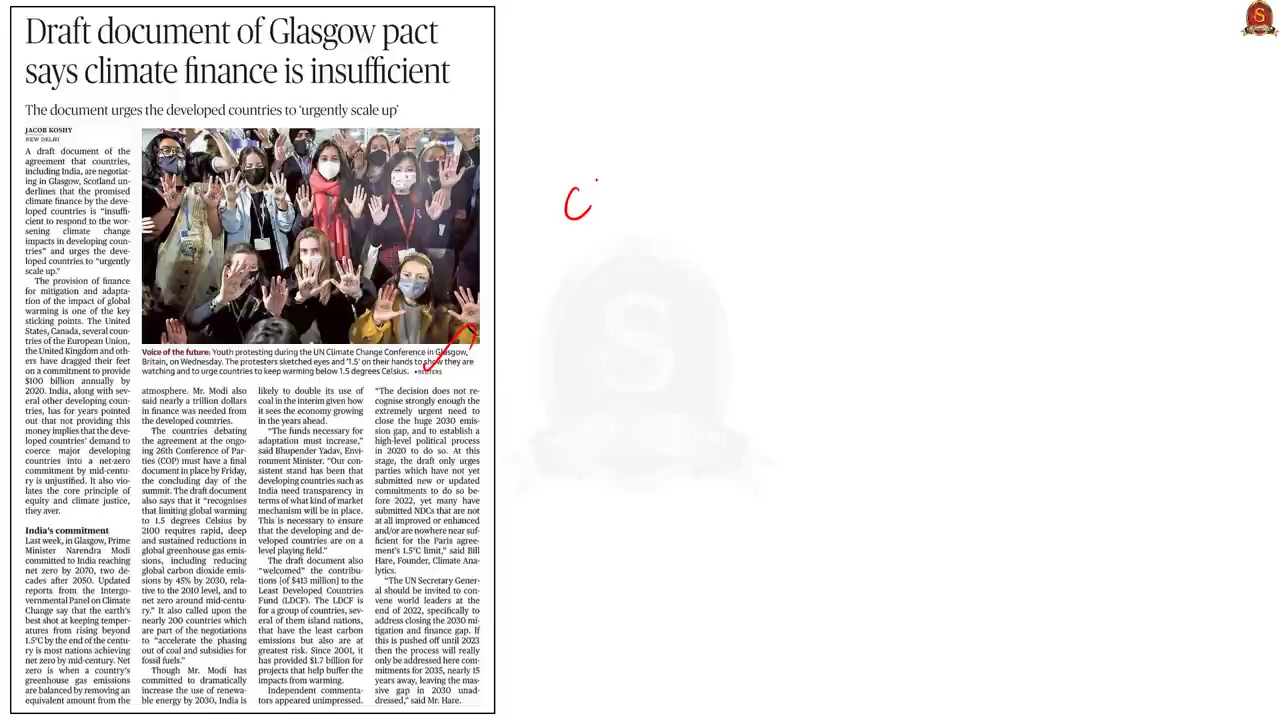 Draft document of Glasgow pact
says climate finance is insufficient
The document urges the developed countries to ‘urgently scale up’
JACOB KOSHY
NEW DELHI
A draft document of the
agreement that countries,
including India, are negotiat-
ing in Glasgow, Scotland un-
derlines that the promised
climate finance by the deve-
loped countries is “insuffi-
cient to respond to the wor-
sening climate change
impacts in developing coun-
tries” and urges the deve-
loped countries to “urgently
scale up.”
The provision of finance
for mitigation and adapta-
tion of the impact of global
warming is one of the key
sticking points. The United
States, Canada, several coun-
tries of the European Union,
the United Kingdom and oth-
ers have dragged their feet
on a commitment to provide
$100 billion annually by
2020. India, along with sev-
eral other developing coun-
tries, has for years pointed
out that not providing this
money implies that the deve-
loped countries’ demand to
coerce major developing
countries into a net-zero
commitment by mid-centu-
ry is unjustified. It also vio-
lates the core principle of
equity and climate justice,
they aver.
India’s commitment
Last week, in Glasgow, Prime
Minister Narendra Modi
committed to India reaching
net zero by 2070, two de-
cades after 2050. Updated
reports from the Intergo-
vernmental Panel on Climate
Change say that the earth’s
best shot at keeping temper-
atures from rising beyond
1.5°C by the end of the centu-
ry is most nations achieving
net zero by mid-century. Net
zero is when a country’s
greenhouse gas emissions
are balanced by removing an
equivalent amount from the
Voice of the future: Youth protesting during the UN Climate Change Conference in Glasgow,
Britain, on Wednesday. The protesters sketched eyes and ‘1.5’ on their hands to show they are
watching and to urge countries to keep warming below 1.5 degrees Celsius. •REUTERS
atmosphere. Mr. Modi also
said nearly a trillion dollars
in finance was needed from
the developed countries.
The countries debating
the agreement at the ongo-
ing 26th Conference of Par-
ties (COP) must have a final
document in place by Friday,
the concluding day of the
summit. The draft document
also says that it “recognises
that limiting global warming
to 1.5 degrees Celsius by
2100 requires rapid, deep
and sustained reductions in
global greenhouse gas emis-
sions, including reducing
global carbon dioxide emis-
sions by 45% by 2030, rela-
tive to the 2010 level, and to
net zero around mid-centu-
ry.” It also called upon the
nearly 200 countries which
are part of the negotiations
to “accelerate the phasing
out of coal and subsidies for
fossil fuels.”
Though Mr. Modi has
committed to dramatically
increase the use of renewa-
ble energy by 2030, India is
likely to double its use of
coal in the interim given how
it sees the economy growing
in the years ahead.
“The funds necessary for
adaptation must increase,”
said Bhupender Yadav, Envi-
ronment Minister. “Our con-
sistent stand has been that
developing countries such as
India need transparency in
terms of what kind of market
mechanism will be in place.
This is necessary to ensure
that the developing and de-
veloped countries are on a
level playing field.”
The draft document also
“welcomed” the contribu-
tions [of $413 million] to the
Least Developed Countries
Fund (LDCF). The LDCF is
for a group of countries, sev-
eral of them island nations,
that have the least carbon
emissions but also are at
greatest risk. Since 2001, it
has provided $1.7 billion for
projects that help buffer the
impacts from warming.
Independent commenta-
tors appeared unimpressed.
“The decision does not re-
cognise strongly enough the
extremely urgent need to
close the huge 2030 emis-
sion gap, and to establish a
high-level political process
in 2020 to do so. At this
stage, the draft only urges
parties which have not yet
submitted new or updated
commitments to do so be-
fore 2022, yet many have
submitted NDCs that are not
at all improved or enhanced
and/or are nowhere near suf-
ficient for the Paris agree-
ment’s 1.5°C limit,” said Bill
Hare, Founder, Climate Ana-
lytics.
“The UN Secretary Gener-
al should be invited to con-
vene world leaders at the
end of 2022, specifically to
address closing the 2030 mi-
tigation and finance gap. If
this is pushed off until 2023
then the process will really
only be addressed here com-
mitments for 2035, nearly 15
years away, leaving the mas-
sive gap in 2030 unad-
dressed,” said Mr. Hare.
C
S
S